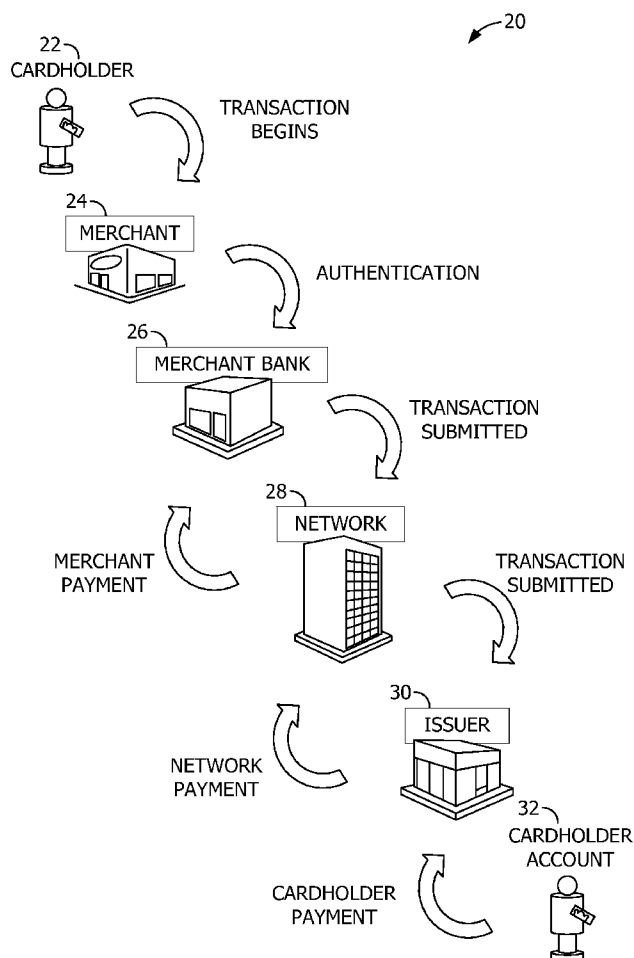 20
22
CARDHOLDER
TRANSACTION
BEGINS
24
MERCHANT
AUTHENTICATION
26
MERCHANT BANK
TRANSACTION
SUBMITTED
28
NETWORK
MERCHANT
PAYMENT
TRANSACTION
SUBMITTED
30
ISSUER
NETWORK
PAYMENT
32
CARDHOLDER
ACCOUNT
CARDHOLDER
PAYMENT